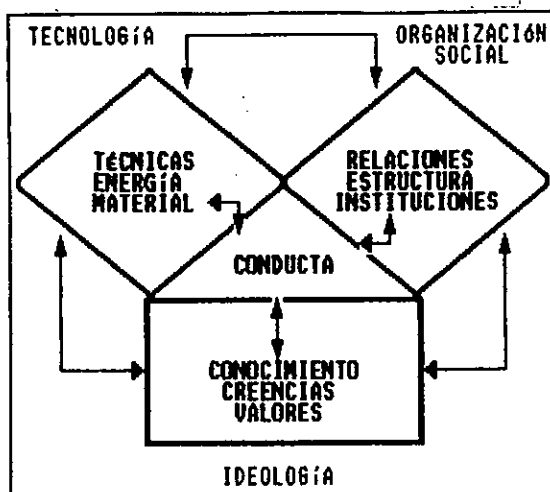 TECNOLOGíA
ORGANIZACIóN
SOCIAL
TéCNICAS
ENERGíA
MATERIAL
RELACIONES
ESTRUCTURA
INSTITUCIONES
CONDUCTA
CONOCIMIENTO
CREENCIAS
VALORES
IDEOLOGíA